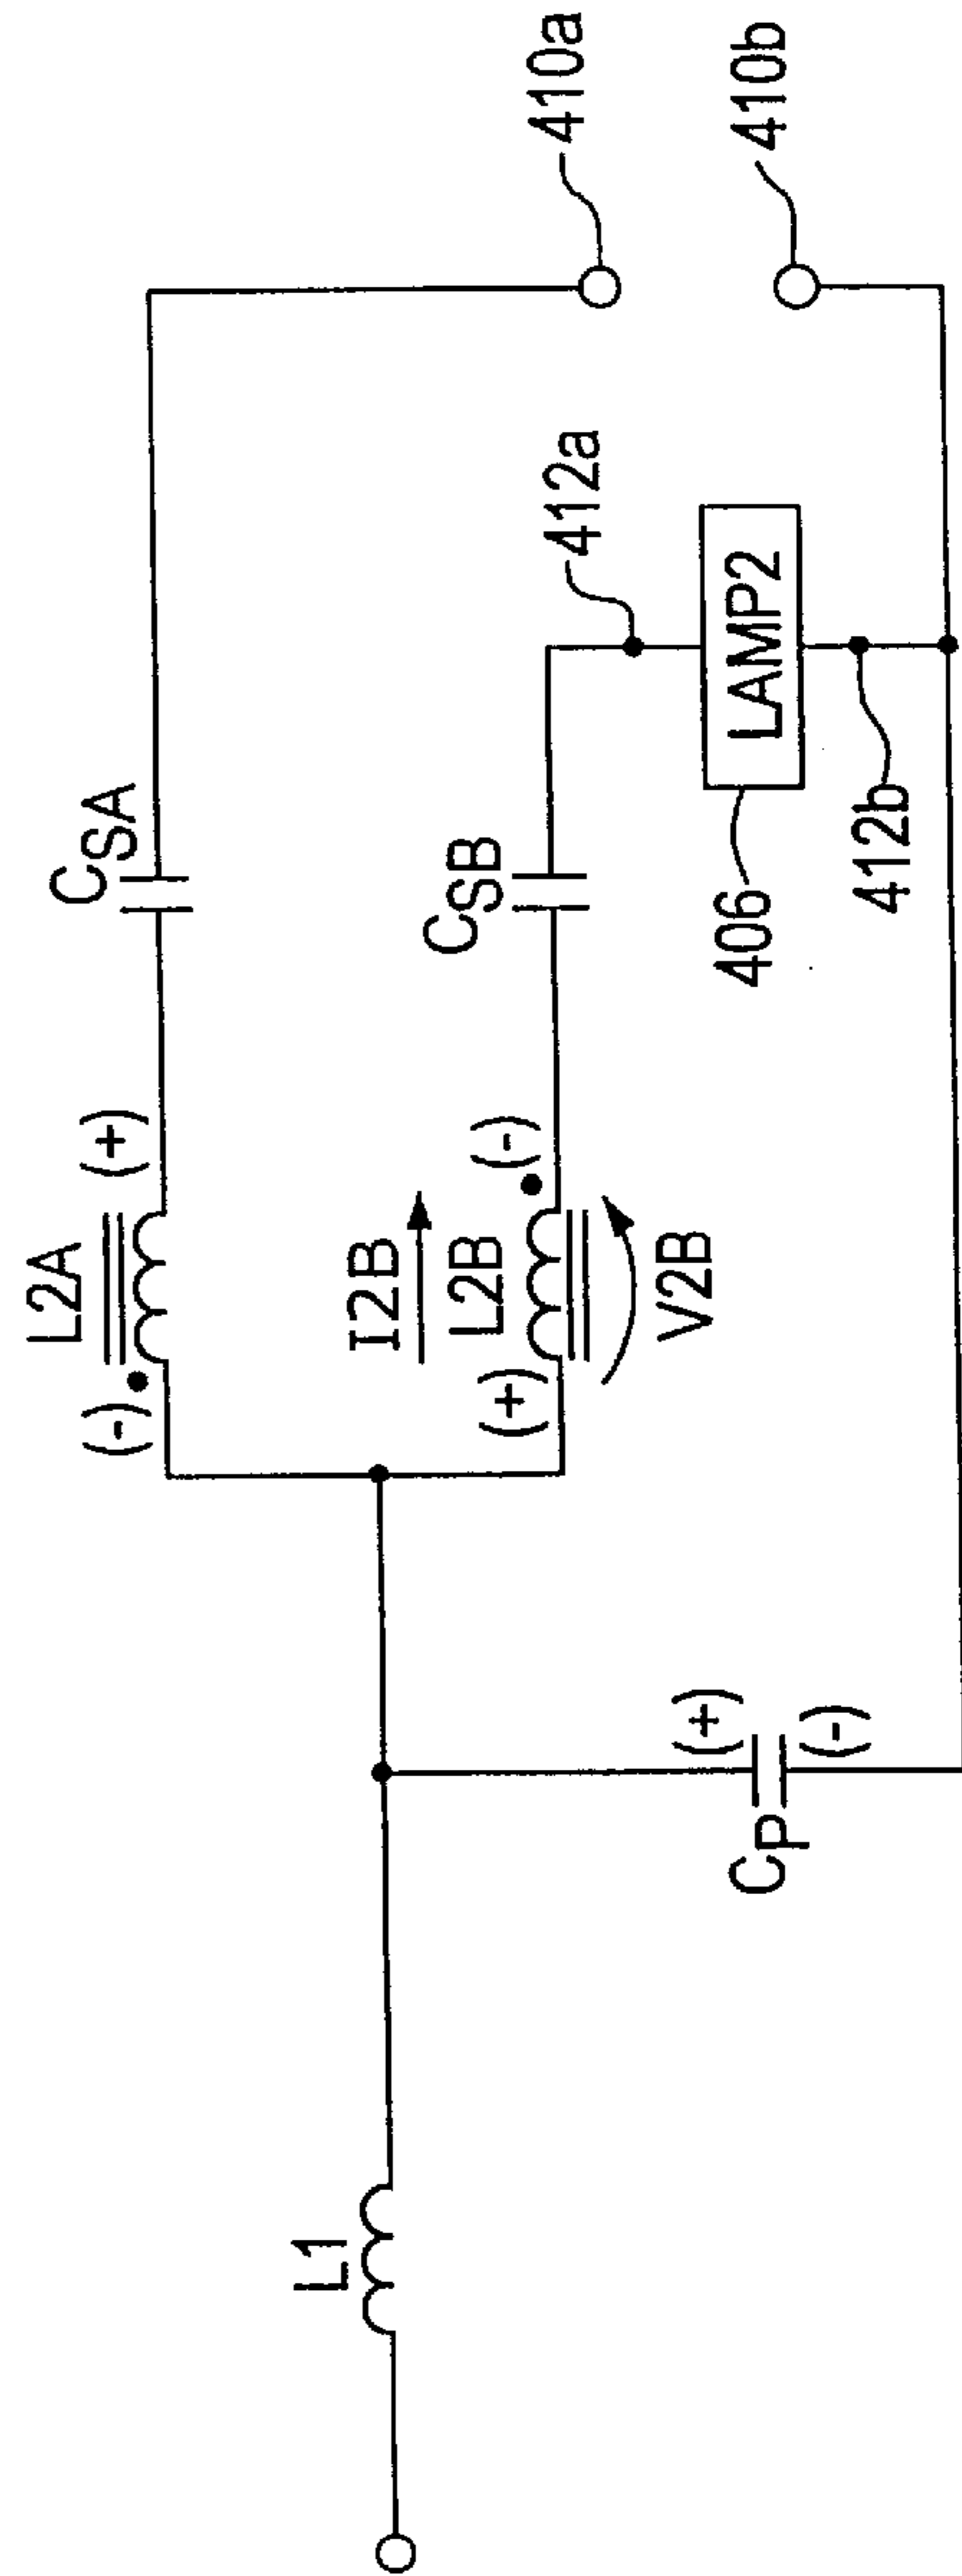 L1
CP
(+)
(-)
L2A
(-)
(+)
CSA
I2B
L2B
(+)
(-)
V2B
CSB
412a
LAMP2
406
412b
410a
410b